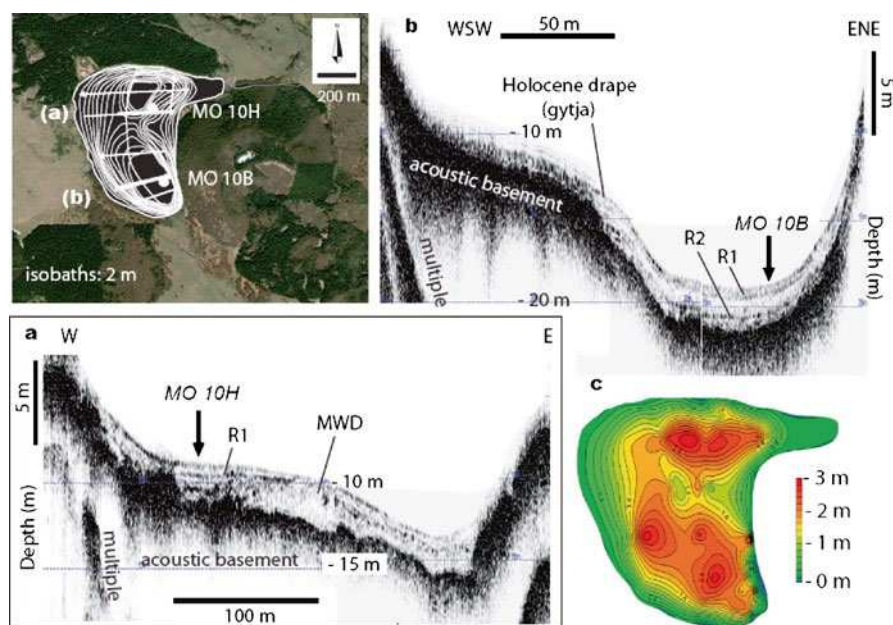 200 m
(a)
MO 10H
MO 10B
(b)
isobaths: 2 m
b
WSW
50 m
ENE
5 m
Holocene drape
(gytja)
- 10 m
acoustic basement
multiple
MO 10B
R2
R1
- 20 m
Depth (m)
a
W
E
5 m
MO 10H
R1
MWD
- 10 m
Depth (m)
multiple
acoustic basement
- 15 m
100 m
c
- 3 m
- 2 m
- 1 m
- 0 m